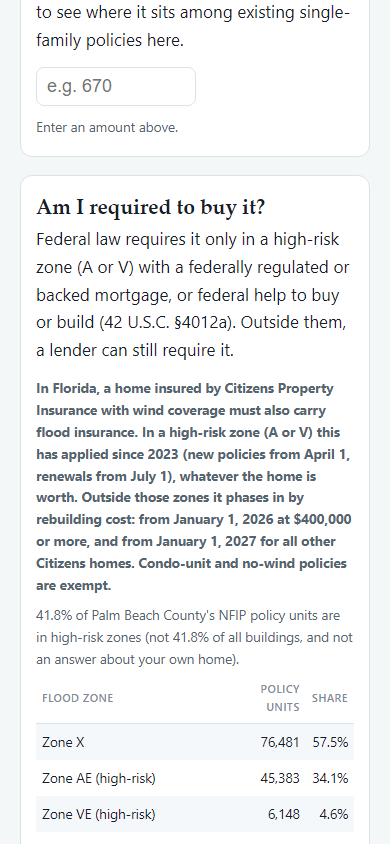 to see where it sits among existing single-
family policies here.
e.g. 670
Enter an amount above.
Am I required to buy it?
Federal law requires it only in a high-risk
zone (A or V) with a federally regulated or
backed mortgage, or federal help to buy
or build (42 U.S.C. §4012a). Outside them,
a lender can still require it.
In Florida, a home insured by Citizens Property
Insurance with wind coverage must also carry
flood insurance. In a high-risk zone (A or V) this
has applied since 2023 (new policies from April 1,
renewals from July 1), whatever the home is
worth. Outside those zones it phases in by
rebuilding cost: from January 1, 2026 at $400,000
or more, and from January 1, 2027 for all other
Citizens homes. Condo-unit and no-wind policies
are exempt.
41.8% of Palm Beach County's NFIP policy units are
in high-risk zones (not 41.8% of all buildings, and not
an answer about your own home).
FLOOD ZONE POLICY UNITS SHARE
Zone X 76,481 57.5%
Zone AE (high-risk) 45,383 34.1%
Zone VE (high-risk) 6,148 4.6%